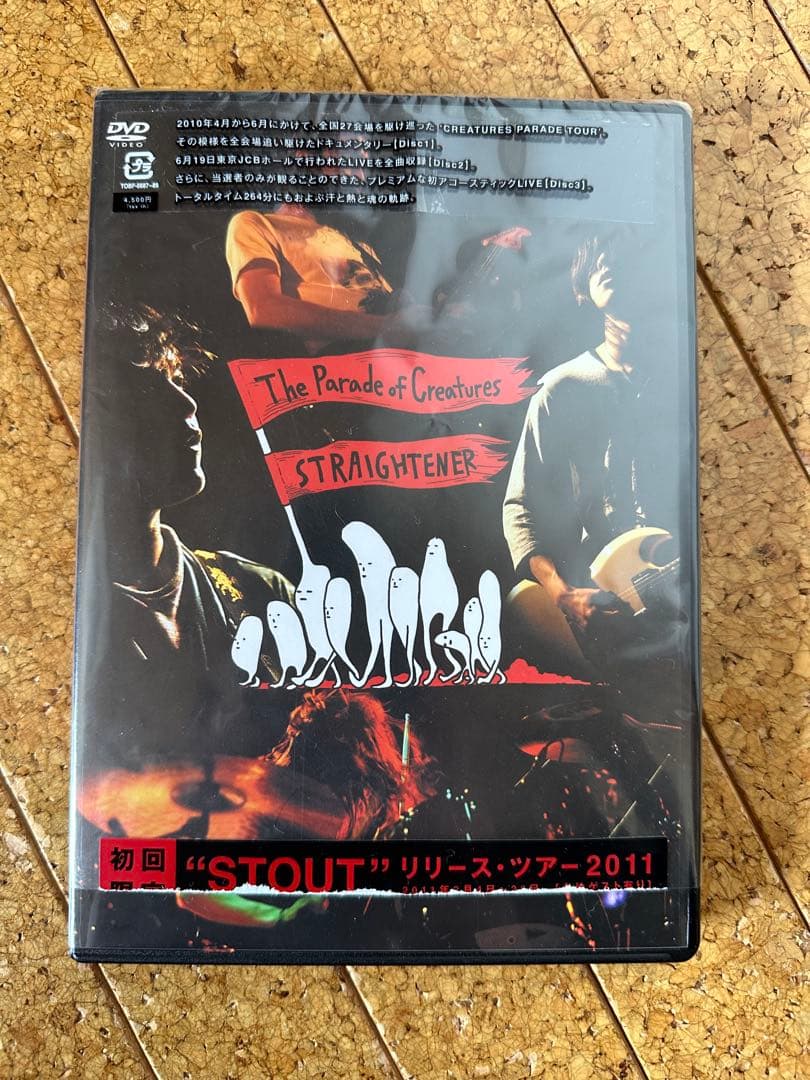 DVD
VIDEO
TOBF-5687~89
4,500円
2010年4月から6月にかけて、全国27会場を駆け巡った"CREATURES PARADE TOUR"。
その模様を全会場追い駆けたドキュメンタリー【Disc1】。
6月19日東京JCBホールで行われたLIVEを全曲収録【Disc2】。
さらに、当選者のみが観ることのできた、プレミアムな初アコースティックLIVE【Disc3】。
トータルタイム264分にもおよぶ汗と熱と魂の軌跡。
The Parade of Creatures
STRAIGHTENER
初回
"STOUT" リリース・ツアー2011